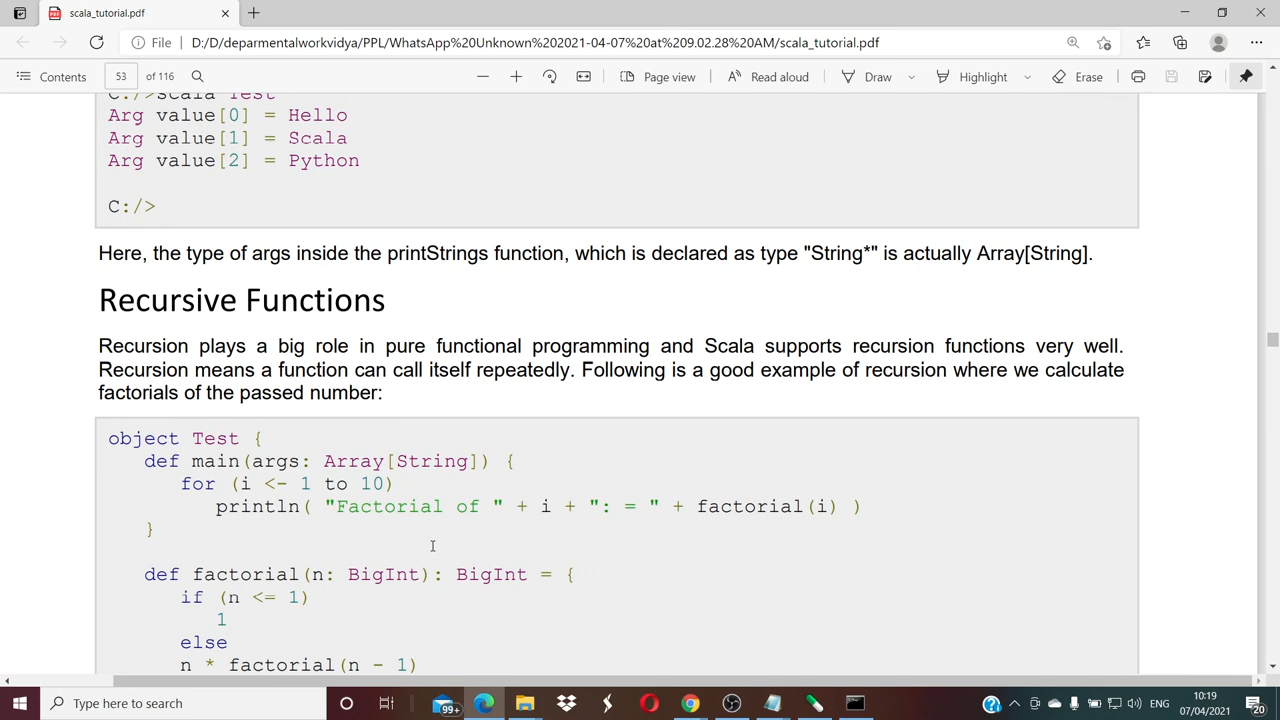 scala_tutorial.pdf
File D:/D/deparmentalworkvidya/PPL/WhatsApp%20Unknown%202021-04-07%20at%209.02.28%20AM/scala_tutorial.pdf
Contents 53 of 116 Page view Read aloud Draw Highlight Erase
C:/>scala Test
Arg value[0] = Hello
Arg value[1] = Scala
Arg value[2] = Python
C:/>
Here, the type of args inside the printStrings function, which is declared as type "String*" is actually Array[String].
Recursive Functions
Recursion plays a big role in pure functional programming and Scala supports recursion functions very well.
Recursion means a function can call itself repeatedly. Following is a good example of recursion where we calculate
factorials of the passed number:
object Test {
def main(args: Array[String]) {
for (i <- 1 to 10)
println( "Factorial of " + i + ": = " + factorial(i) )
}
def factorial(n: BigInt): BigInt = {
if (n <= 1)
1
else
n * factorial(n - 1)
Type here to search 99+ ENG 10:19
07/04/2021 20